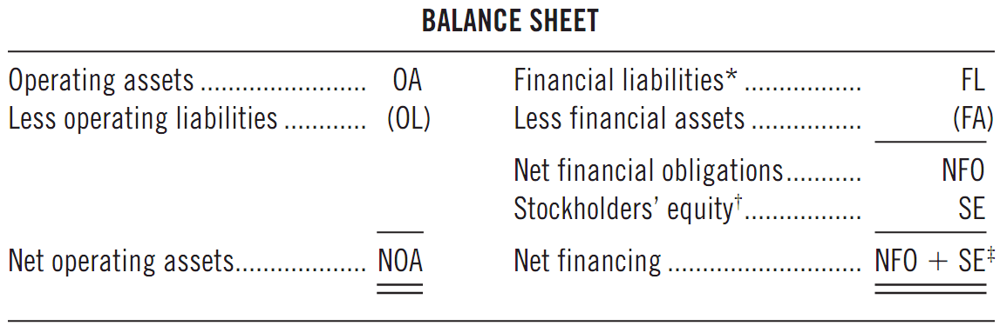 BALANCE SHEET
Operating assets ........................ OA Financial liabilities* ................. FL
Less operating liabilities ............ (OL) Less financial assets ................ (FA)
Net financial obligations........... NFO
Stockholders’ equity†................. SE
Net operating assets................... NOA Net financing ............................ NFO + SE‡